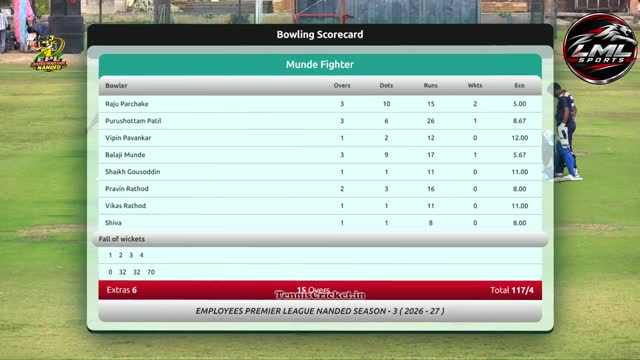 Bowling Scorecard
EPL
NANDED
LML
SPORTS
Munde Fighter
Bowler Overs Dots Runs Wkts Eco
Raju Parchake 3 10 15 2 5.00
Purushottam Patil 3 6 26 1 8.67
Vipin Pavankar 1 2 12 0 12.00
Balaji Munde 3 9 17 1 5.67
Shaikh Gousoddin 1 1 11 0 11.00
Pravin Rathod 2 3 16 0 8.00
Vikas Rathod 1 1 11 0 11.00
Shiva 1 1 8 0 8.00
Fall of wickets
1 2 3 4
0 32 32 70
Extras 6 15 Overs Total 117/4
TennisCricket.in
EMPLOYEES PREMIER LEAGUE NANDED SEASON - 3 ( 2026 - 27 )